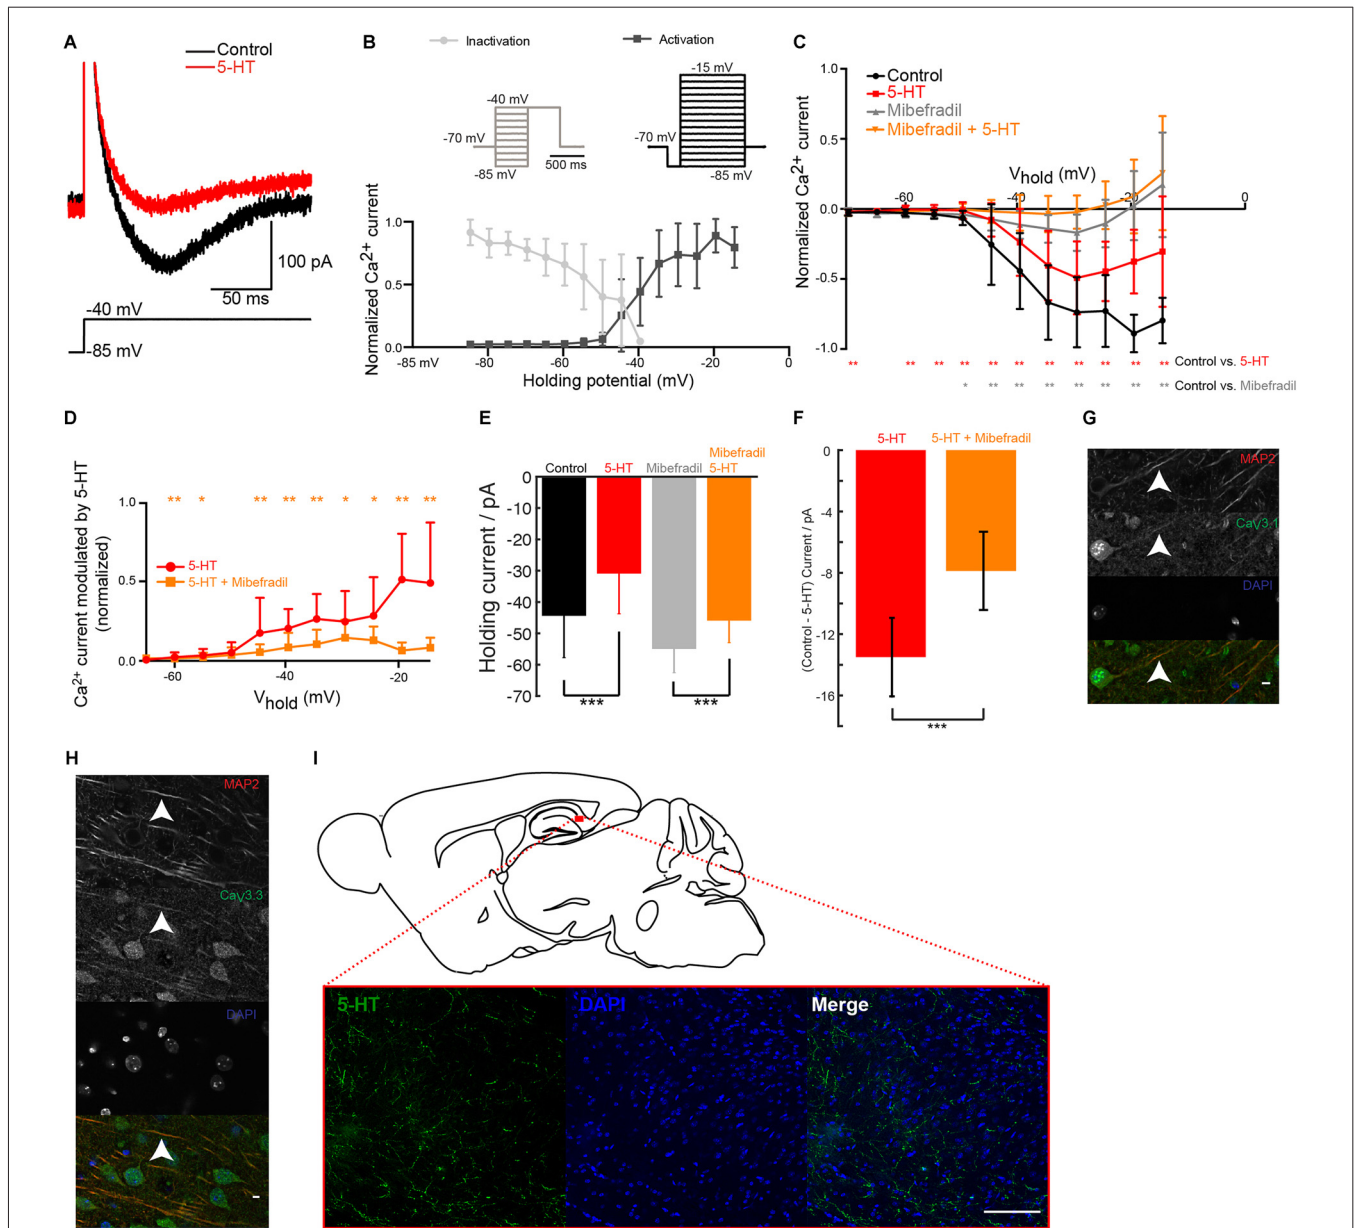 A
Control
5-HT
100 pA
50 ms
-40 mV
-85 mV
B
Inactivation
Activation
-40 mV
-70 mV
-85 mV
500 ms
-15 mV
-70 mV
-85 mV
Normalized Ca2+ current
1.0
0.5
0.0
-85 mV
-80
-60
-40
-20
0
Holding potential (mV)
C
Control
5-HT
Mibefradil
Mibefradil + 5-HT
Normalized Ca2+ current
1.0
0.5
0.0
-0.5
-1.0
Vhold (mV)
-60
-40
-20
0
** ** ** ** ** ** ** ** ** ** ** Control vs. 5-HT
* ** ** ** ** ** ** ** Control vs. Mibefradil
D
Ca2+ current modulated by 5-HT
(normalized)
1.0
0.5
0.0
** * ** ** ** * * ** **
5-HT
5-HT + Mibefradil
-60
-40
-20
Vhold (mV)
E
Control
5-HT
Mibefradil
Mibefradil
5-HT
Holding current / pA
0
-10
-20
-30
-40
-50
-60
-70
***
***
F
5-HT
5-HT + Mibefradil
(Control - 5-HT) Current / pA
0
-4
-8
-12
-16
***
G
MAP2
CaV3.1
DAPI
H
MAP2
CaV3.3
DAPI
I
5-HT
DAPI
Merge